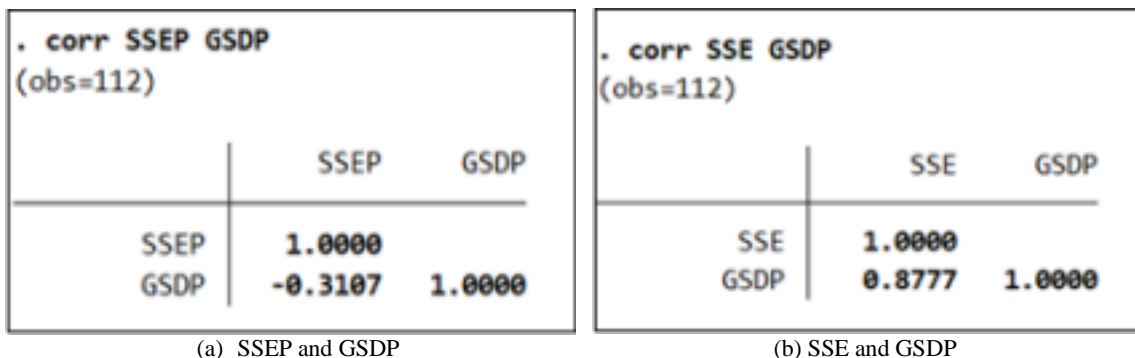 . corr SSEP GSDP
(obs=112)
SSEP GSDP
SSEP 1.0000
GSDP -0.3107 1.0000
(a) SSEP and GSDP
. corr SSE GSDP
(obs=112)
SSE GSDP
SSE 1.0000
GSDP 0.8777 1.0000
(b) SSE and GSDP